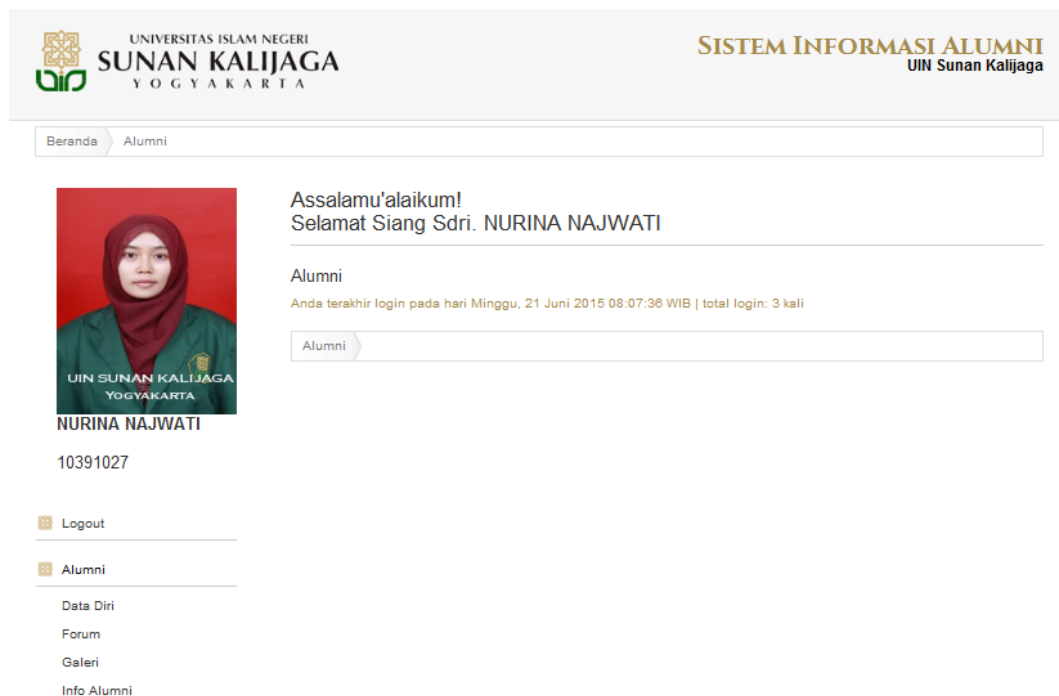 UNIVERSITAS ISLAM NEGERI
SUNAN KALIJAGA
YOGYAKARTA
SISTEM INFORMASI ALUMNI
UIN Sunan Kalijaga
Beranda Alumni
UIN SUNAN KALIJAGA
YOGYAKARTA
NURINA NAJWATI
10391027
Logout
Alumni
Data Diri
Forum
Galeri
Info Alumni
Assalamu'alaikum!
Selamat Siang Sdri. NURINA NAJWATI
Alumni
Anda terakhir login pada hari Minggu, 21 Juni 2015 08:07:36 WIB | total login: 3 kali
Alumni